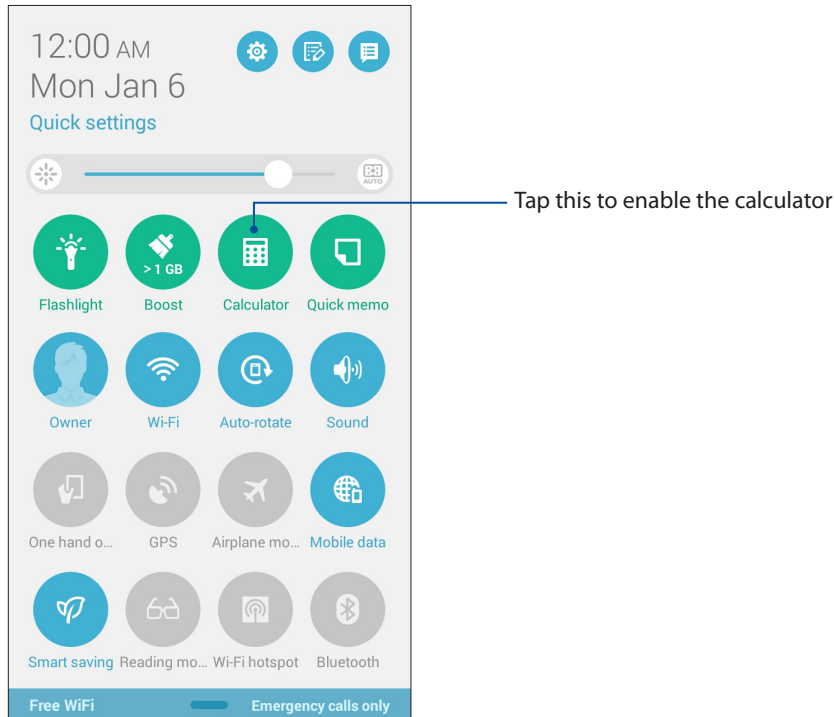 12:00 AM
Mon Jan 6
Quick settings
AUTO
Tap this to enable the calculator
> 1 GB
Flashlight Boost Calculator Quick memo
Owner Wi-Fi Auto-rotate Sound
One hand o... GPS Airplane mo... Mobile data
Smart saving Reading mo... Wi-Fi hotspot Bluetooth
Free WiFi Emergency calls only